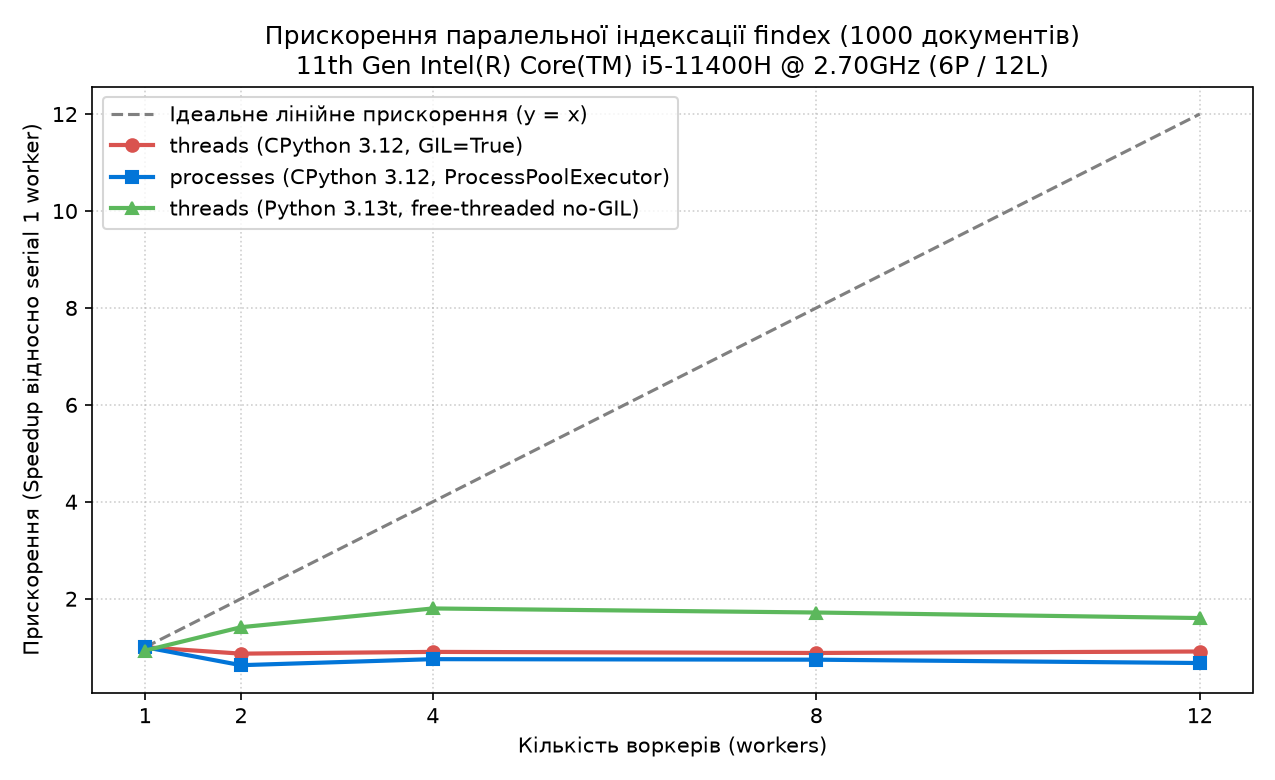 Прискорення паралельної індексації findex (1000 документів)
11th Gen Intel(R) Core(TM) i5-11400H @ 2.70GHz (6P / 12L)
Ідеальне лінійне прискорення (y = x)
threads (CPython 3.12, GIL=True)
processes (CPython 3.12, ProcessPoolExecutor)
threads (Python 3.13t, free-threaded no-GIL)
Прискорення (Speedup відносно serial 1 worker)
12
10
8
6
4
2
1
2
4
8
12
Кількість воркерів (workers)